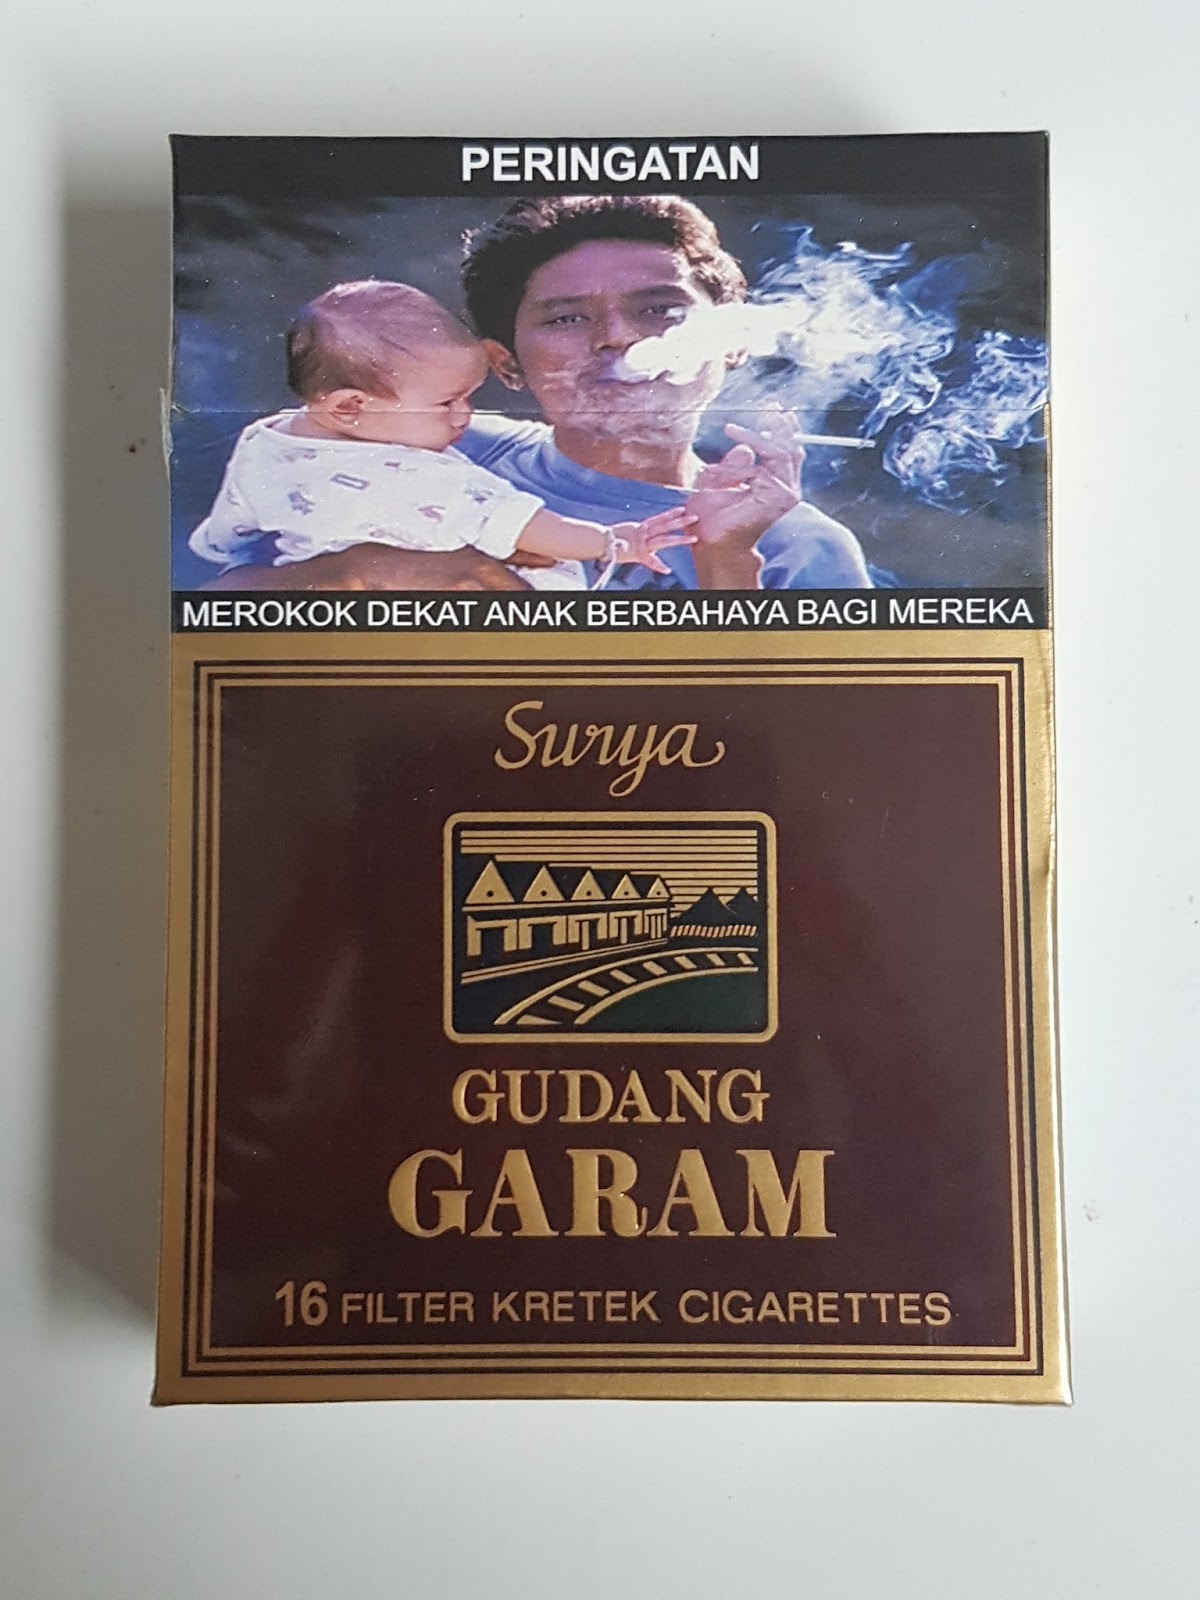 PERINGATAN
MEROKOK DEKAT ANAK BERBAHAYA BAGI MEREKA
Surya
GUDANG
GARAM
16 FILTER KRETEK CIGARETTES